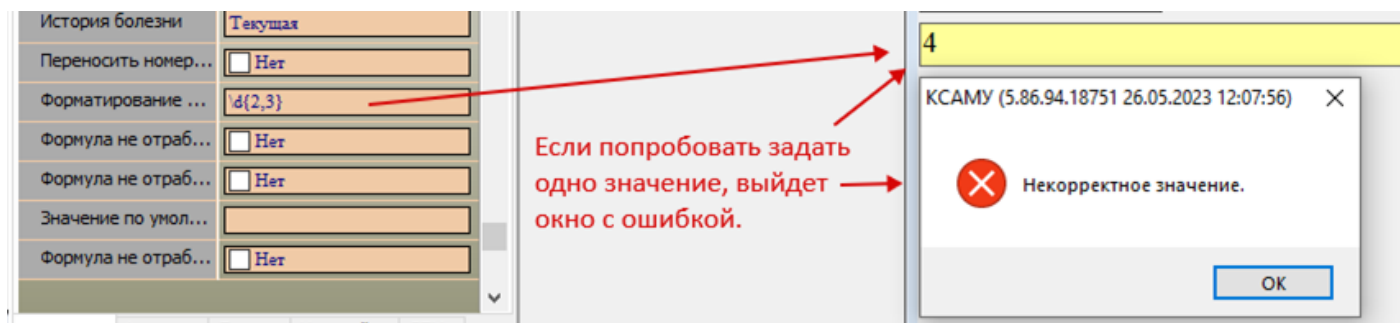 История болезни Текущая
Переносить номер... Нет
Форматирование ... \d{2,3}
Формула не отраб... Нет
Формула не отраб... Нет
Значение по умол...
Формула не отраб... Нет
Если попробовать задать
одно значение, выйдет
окно с ошибкой.
4
КСАМУ (5.86.94.18751 26.05.2023 12:07:56)
Некорректное значение.
ОК